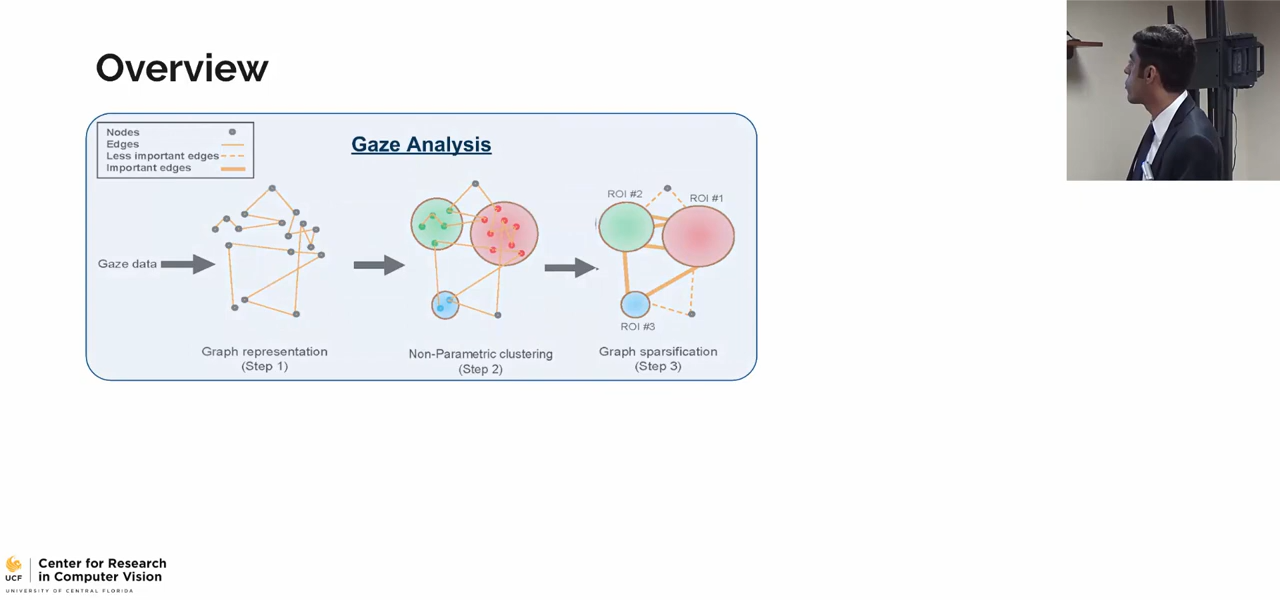 Overview
Nodes
Edges
Less important edges
Important edges
Gaze Analysis
Gaze data
ROI #2
ROI #1
ROI #3
Graph representation
(Step 1)
Non-Parametric clustering
(Step 2)
Graph sparsification
(Step 3)
UCF
Center for Research
in Computer Vision
UNIVERSITY OF CENTRAL FLORIDA